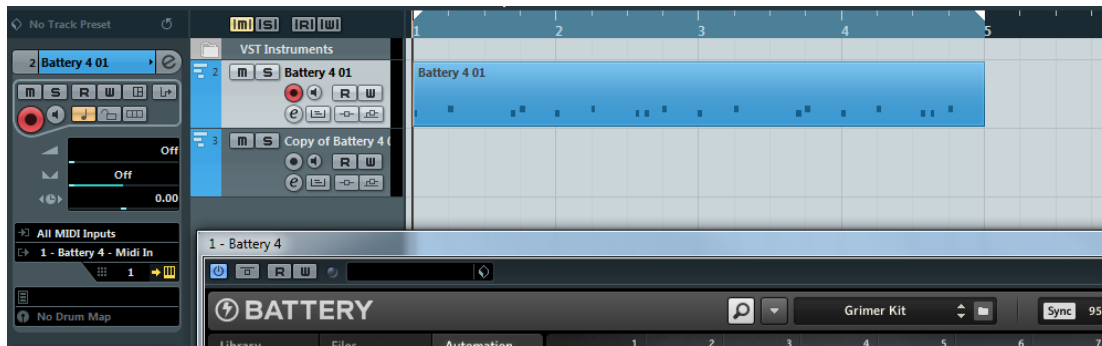 No Track Preset
M S R W
1 2 3 4 5
VST Instruments
2 Battery 4 01
m S R W
e
2 m S Battery 4 01
R W
e
Battery 4 01
3 m S Copy of Battery 4
R W
e
Off
Off
0.00
All MIDI Inputs
1 - Battery 4 - Midi In
1
No Drum Map
1 - Battery 4
R W
BATTERY
Grimer Kit
Sync 95
Library Files Automation 1 2 3 4 5 6 7